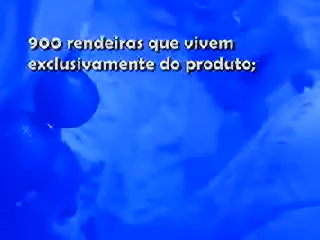 900 rendeiras que vivem
exclusivamente do produto;